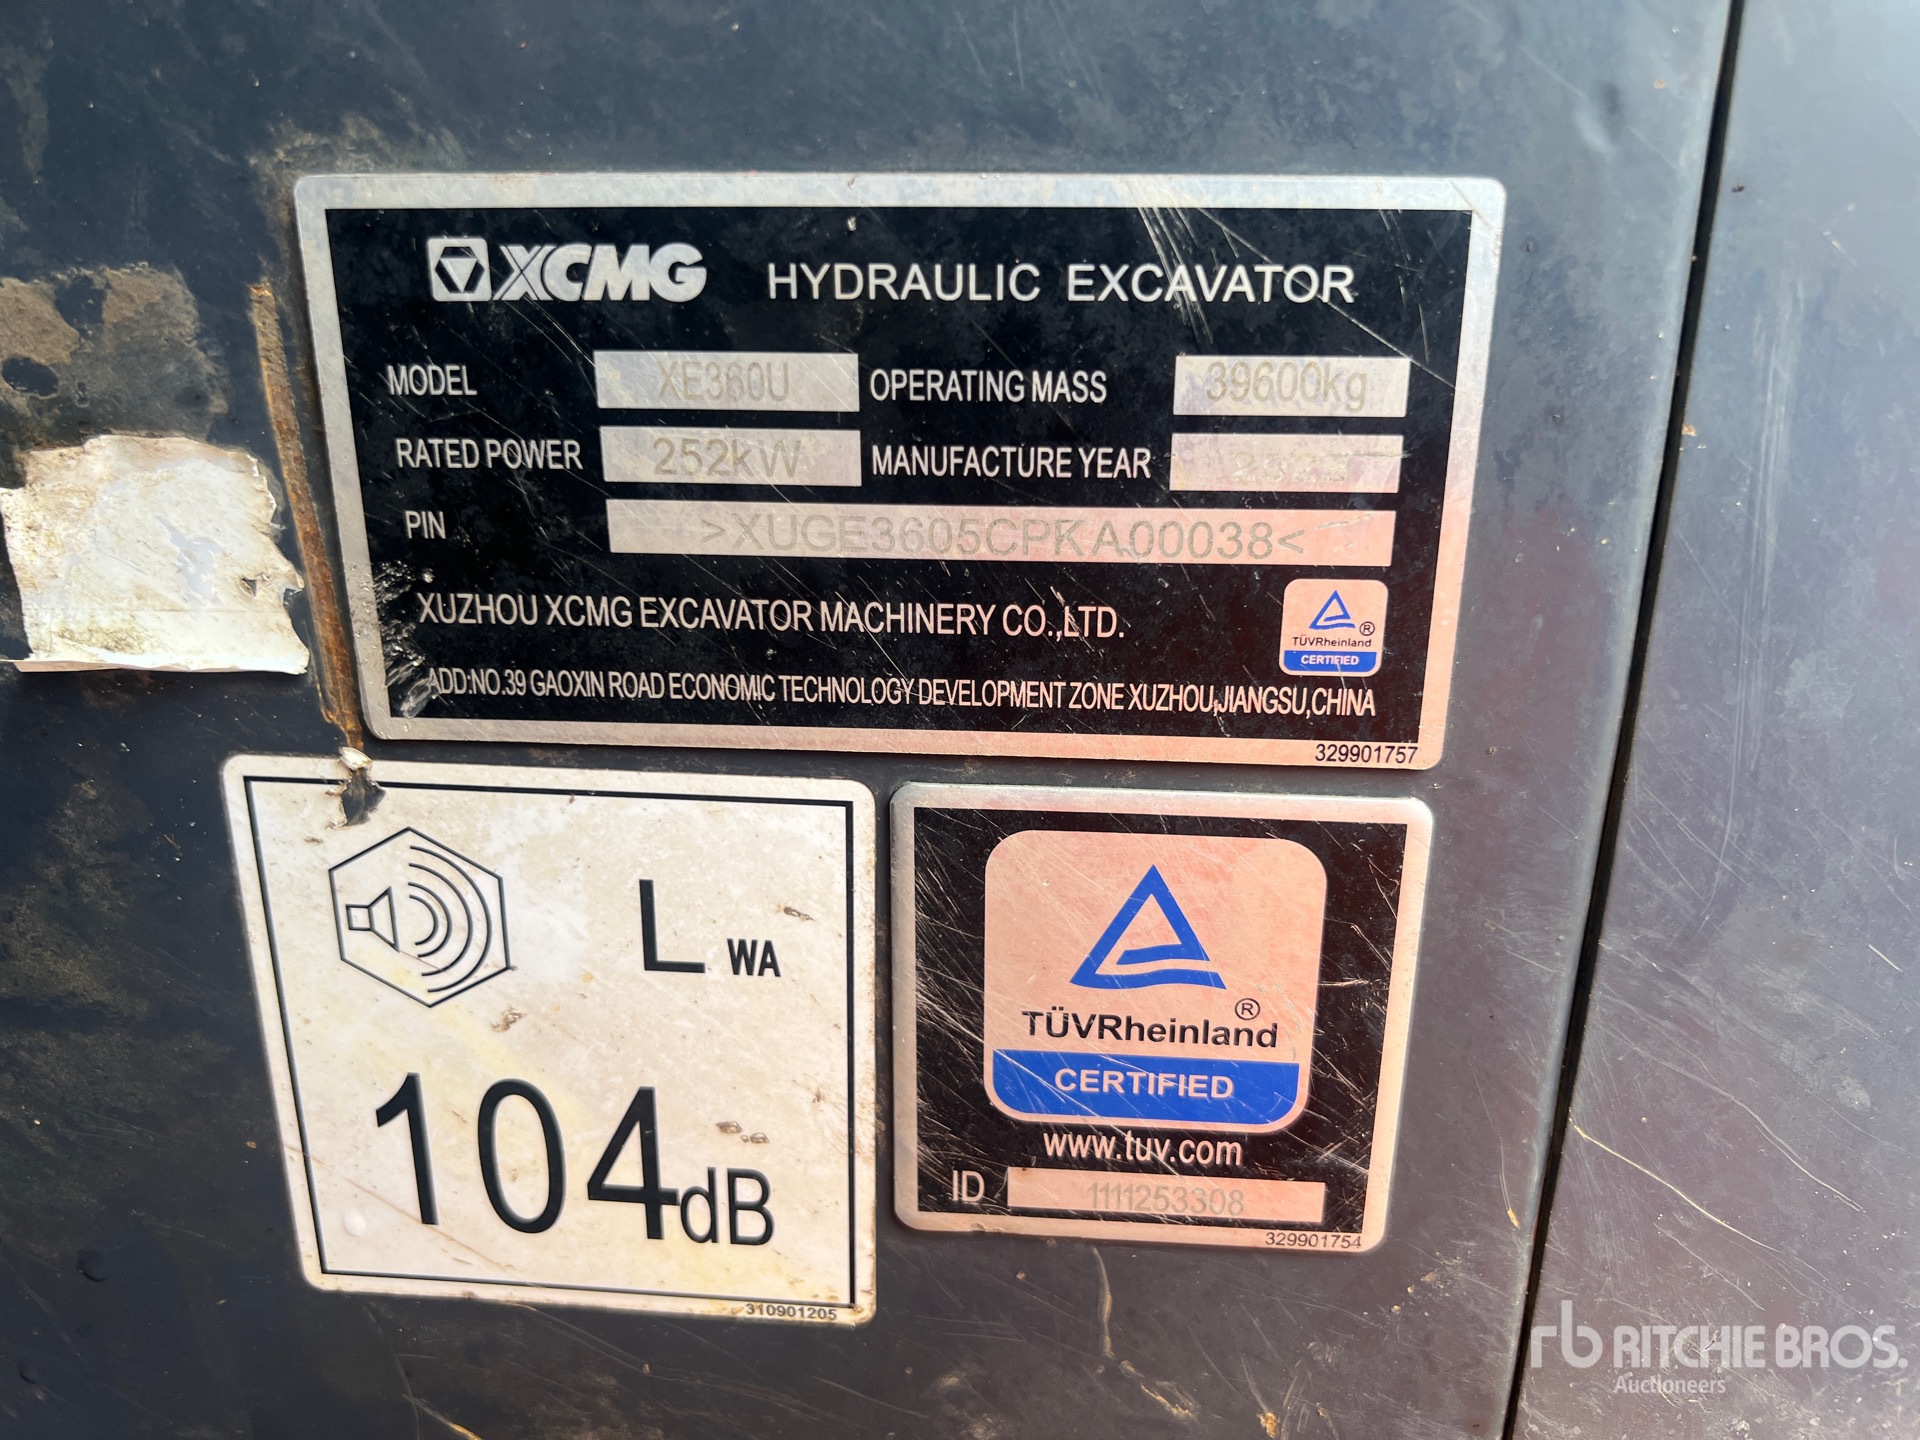 XCMG HYDRAULIC EXCAVATOR
MODEL XE360U OPERATING MASS 39600kg
RATED POWER 252kW MANUFACTURE YEAR
PIN >XUGE3605CPKA00038<
XUZHOU XCMG EXCAVATOR MACHINERY CO.,LTD.
TÜVRheinland ®
CERTIFIED
ADD:NO.39 GAOXIN ROAD ECONOMIC TECHNOLOGY DEVELOPMENT ZONE XUZHOU,JIANGSU,CHINA
329901757
LWA
104dB
310901205
TÜVRheinland ®
CERTIFIED
www.tuv.com
ID 1111253308
329901754
rb RITCHIE BROS.
Auctioneers